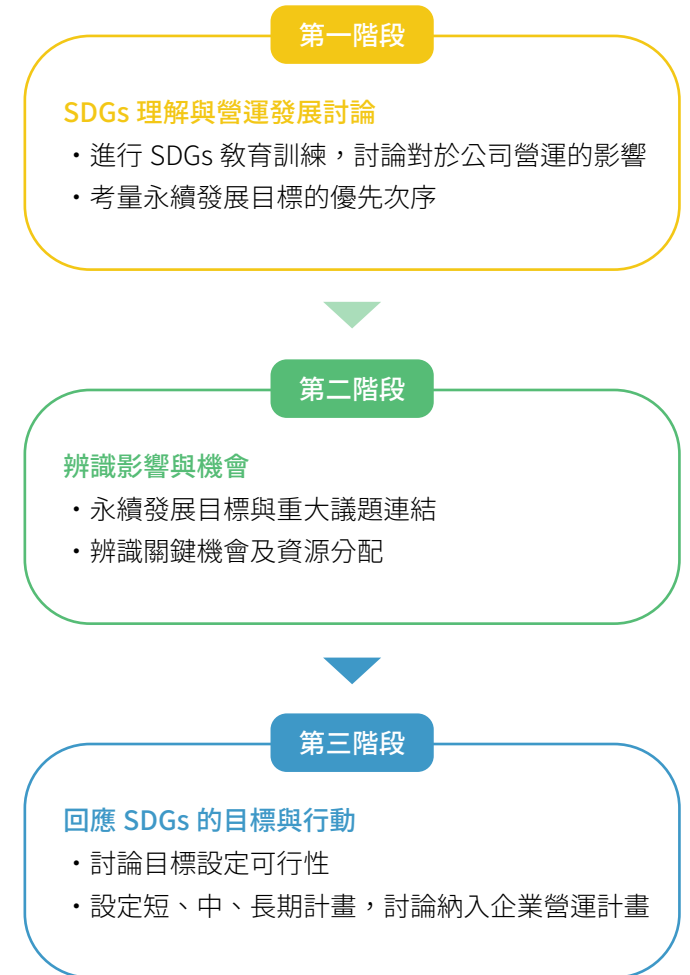 第一階段
SDGs 理解與營運發展討論
・進行 SDGs 教育訓練，討論對於公司營運的影響
・考量永續發展目標的優先次序
第二階段
辨識影響與機會
・永續發展目標與重大議題連結
・辨識關鍵機會及資源分配
第三階段
回應 SDGs 的目標與行動
・討論目標設定可行性
・設定短、中、長期計畫，討論納入企業營運計畫